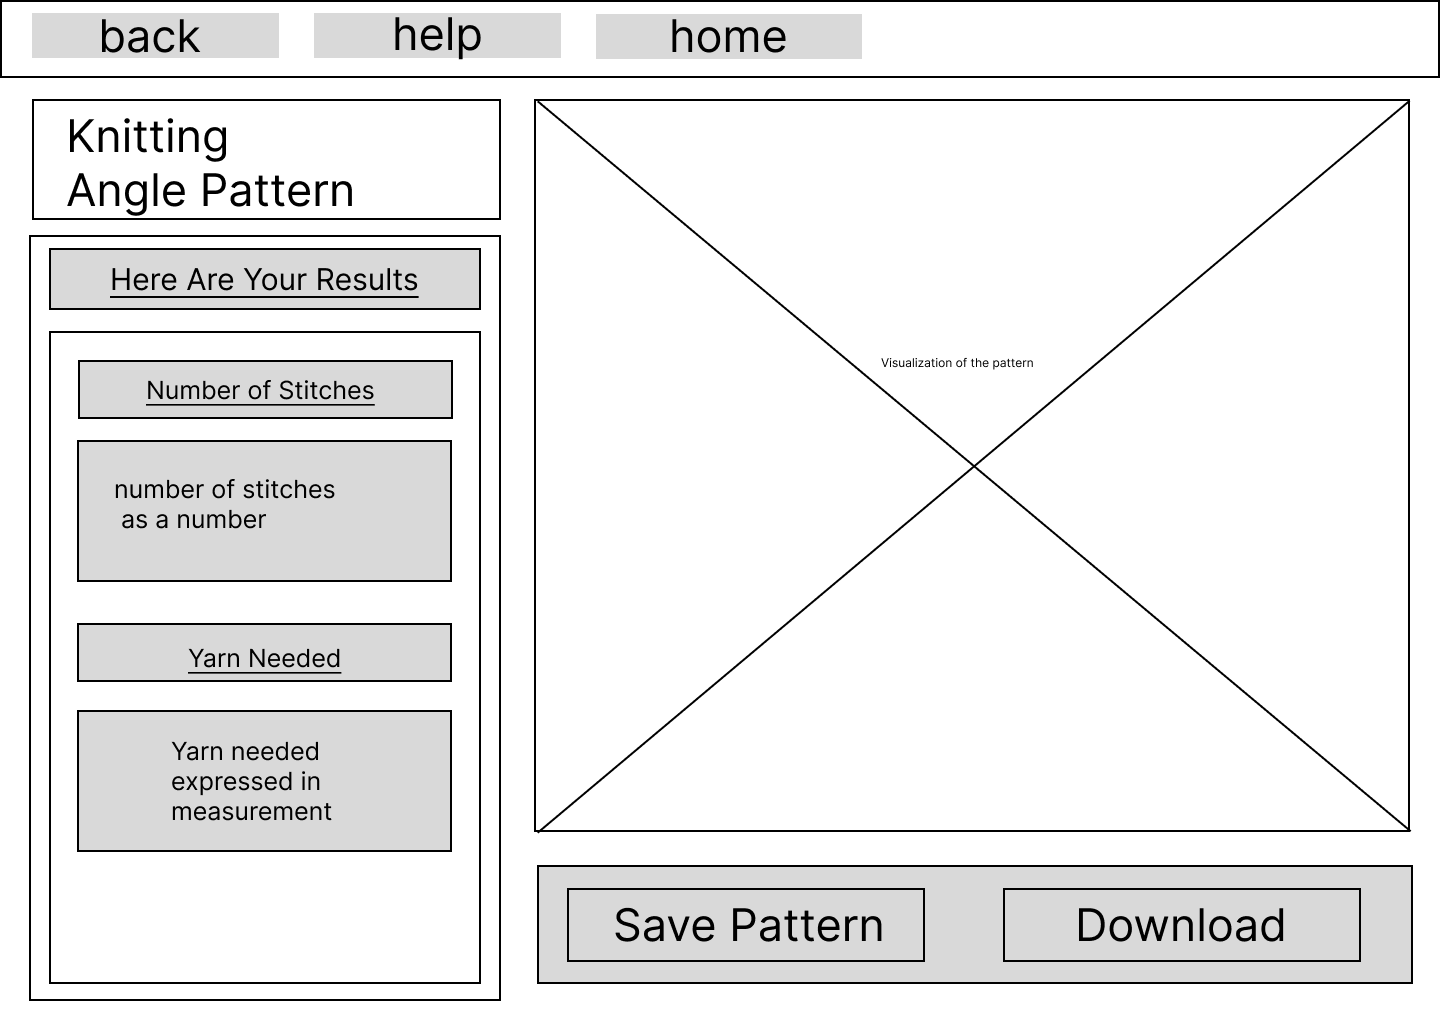 back
help
home
Knitting
Angle Pattern
Here Are Your Results
Number of Stitches
number of stitches
as a number
Yarn Needed
Yarn needed
expressed in
measurement
Visualization of the pattern
Save Pattern
Download